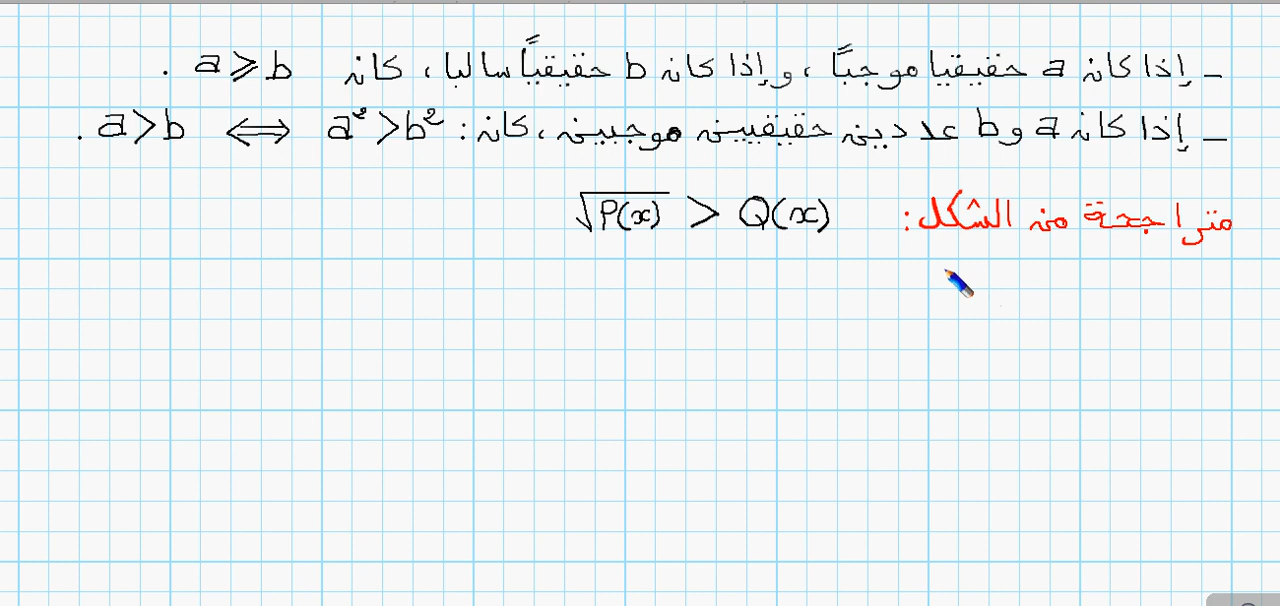 - إذا كان a حقيقيا موجباً، وإذا كان b حقيقياً سالبا، كان a ⩾ b .
- إذا كان a و b عددين حقيقيين موجبين، كان: a² > b² ⟺ a > b .
متراجحة من الشكل: √P(x) > Q(x)